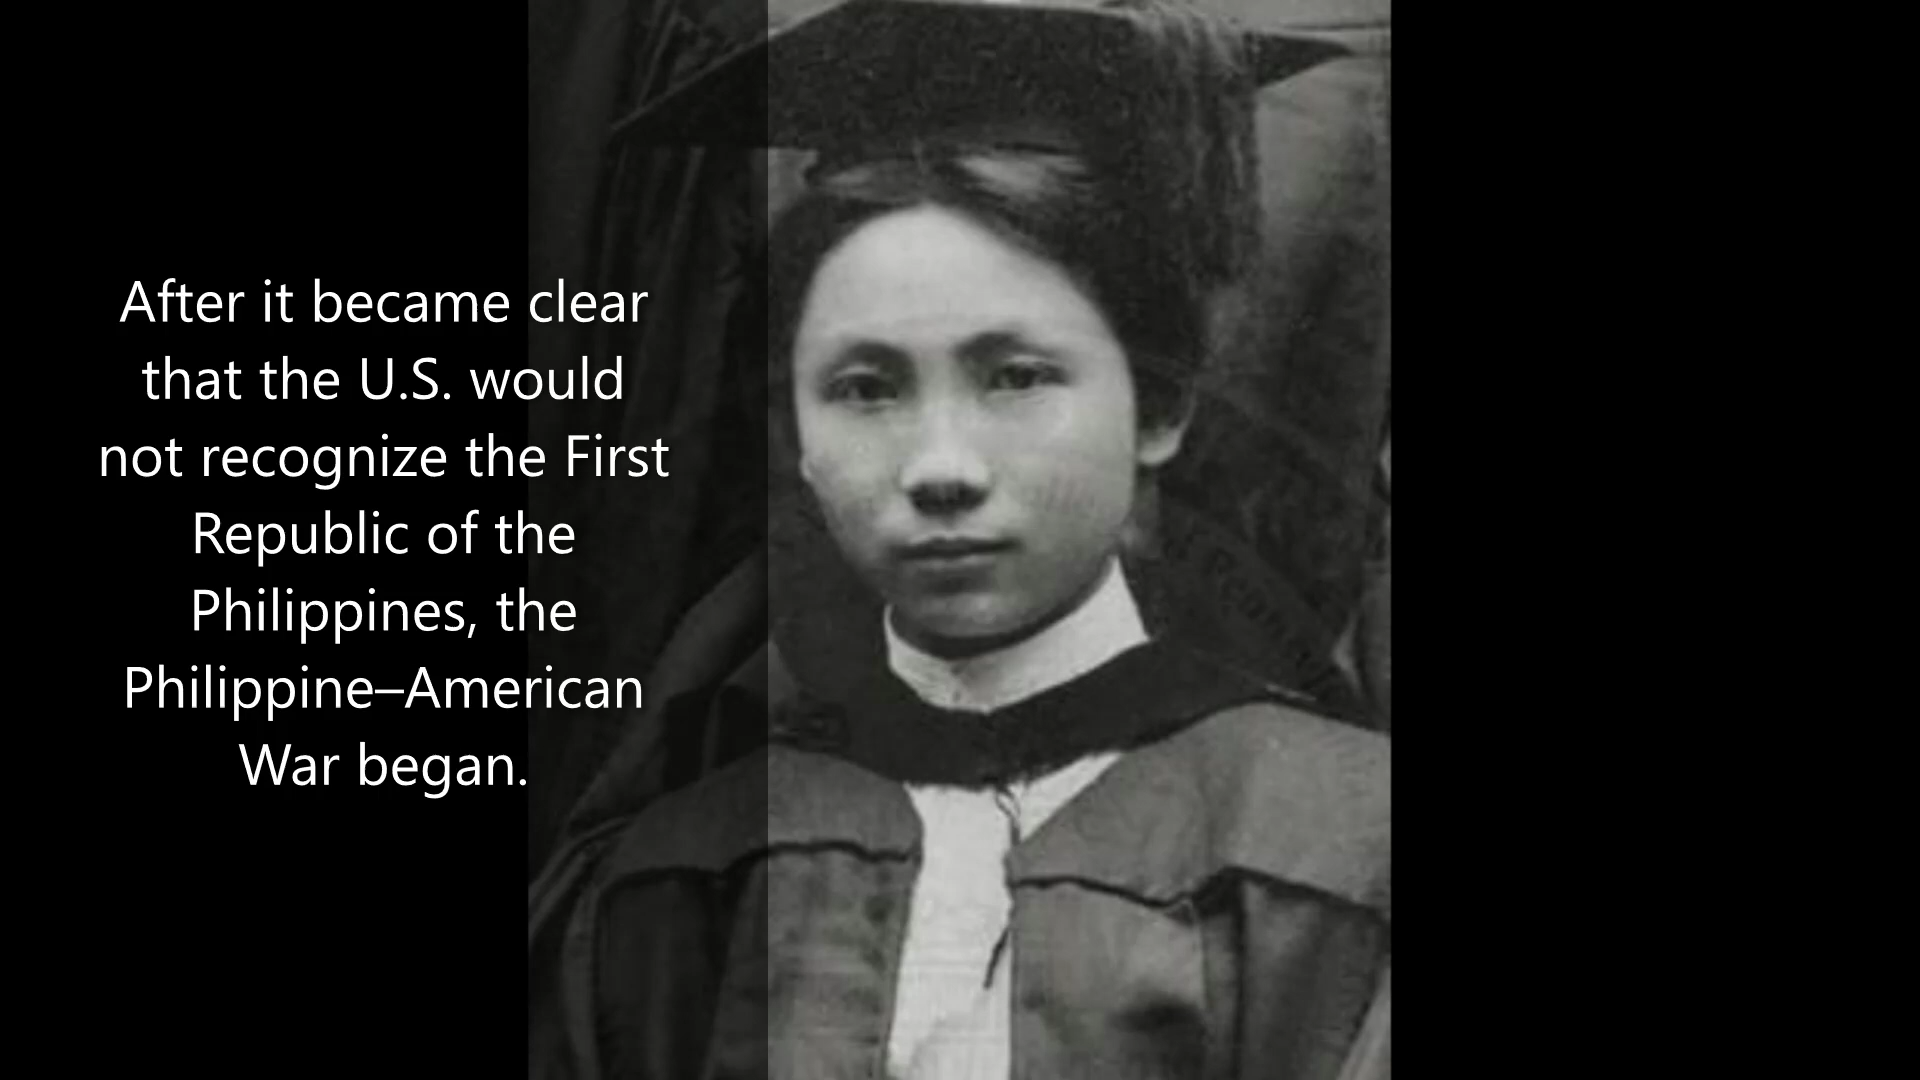 After it became clear
that the U.S. would
not recognize the First
Republic of the
Philippines, the
Philippine–American
War began.